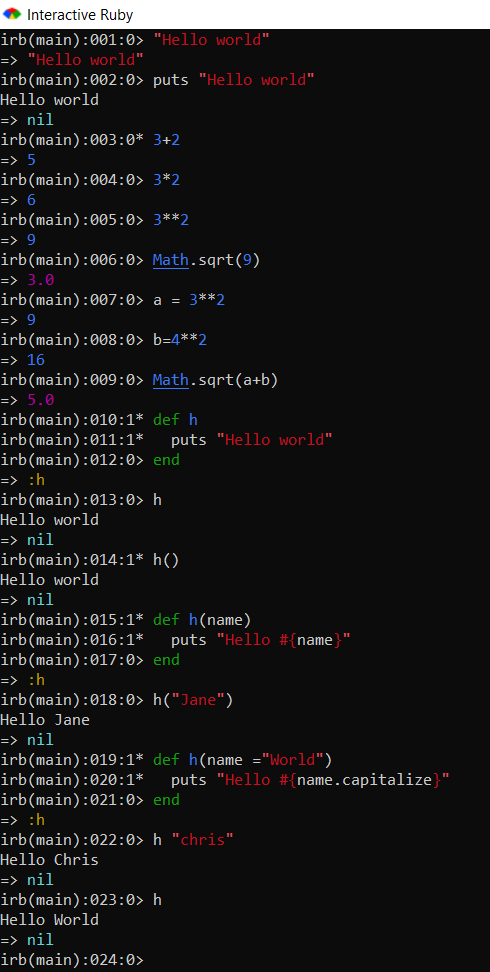 Interactive Ruby
irb(main):001:0> "Hello world"
=> "Hello world"
irb(main):002:0> puts "Hello world"
Hello world
=> nil
irb(main):003:0* 3+2
=> 5
irb(main):004:0> 3*2
=> 6
irb(main):005:0> 3**2
=> 9
irb(main):006:0> Math.sqrt(9)
=> 3.0
irb(main):007:0> a = 3**2
=> 9
irb(main):008:0> b=4**2
=> 16
irb(main):009:0> Math.sqrt(a+b)
=> 5.0
irb(main):010:1* def h
irb(main):011:1*   puts "Hello world"
irb(main):012:0> end
=> :h
irb(main):013:0> h
Hello world
=> nil
irb(main):014:1* h()
Hello world
=> nil
irb(main):015:1* def h(name)
irb(main):016:1*   puts "Hello #{name}"
irb(main):017:0> end
=> :h
irb(main):018:0> h("Jane")
Hello Jane
=> nil
irb(main):019:1* def h(name ="World")
irb(main):020:1*   puts "Hello #{name.capitalize}"
irb(main):021:0> end
=> :h
irb(main):022:0> h "chris"
Hello Chris
=> nil
irb(main):023:0> h
Hello World
=> nil
irb(main):024:0>